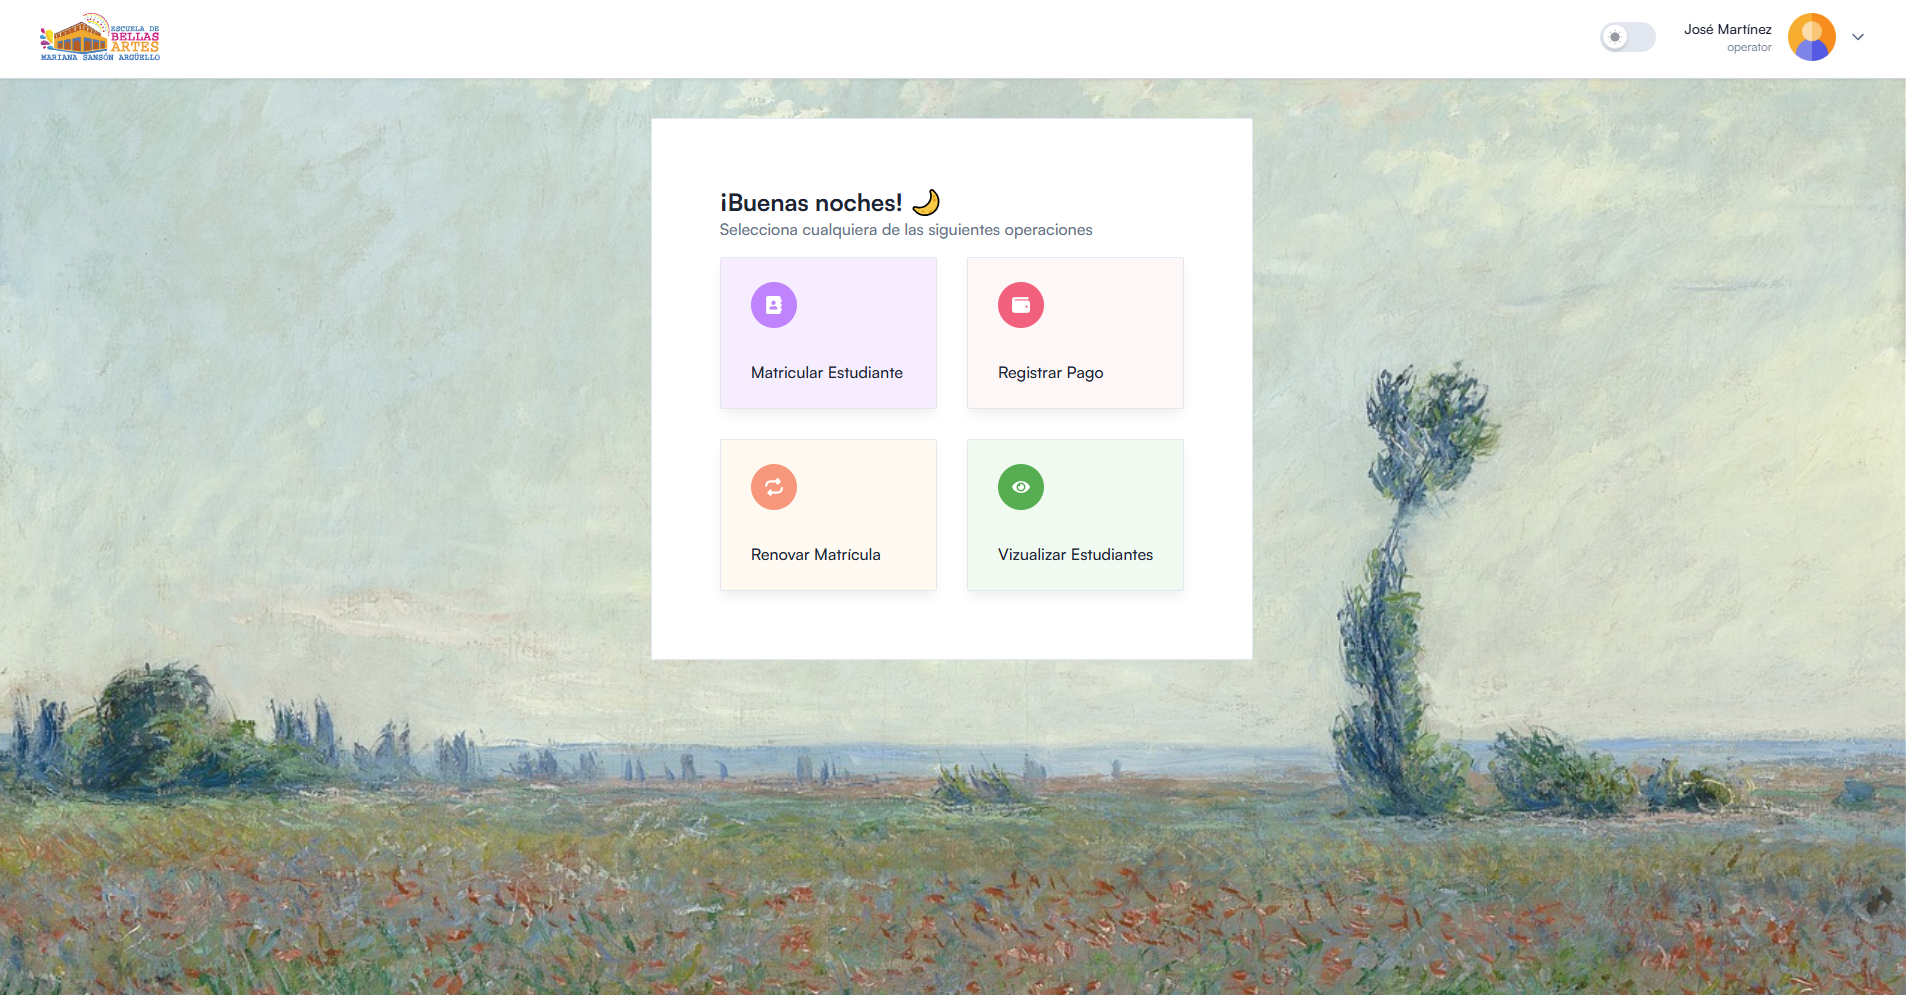 ESCUELA DE
BELLAS
ARTES
MARIANA SANSÓN ARGÜELLO
José Martínez
operator
¡Buenas noches! 🌙
Selecciona cualquiera de las siguientes operaciones
Matricular Estudiante
Registrar Pago
Renovar Matrícula
Vizualizar Estudiantes